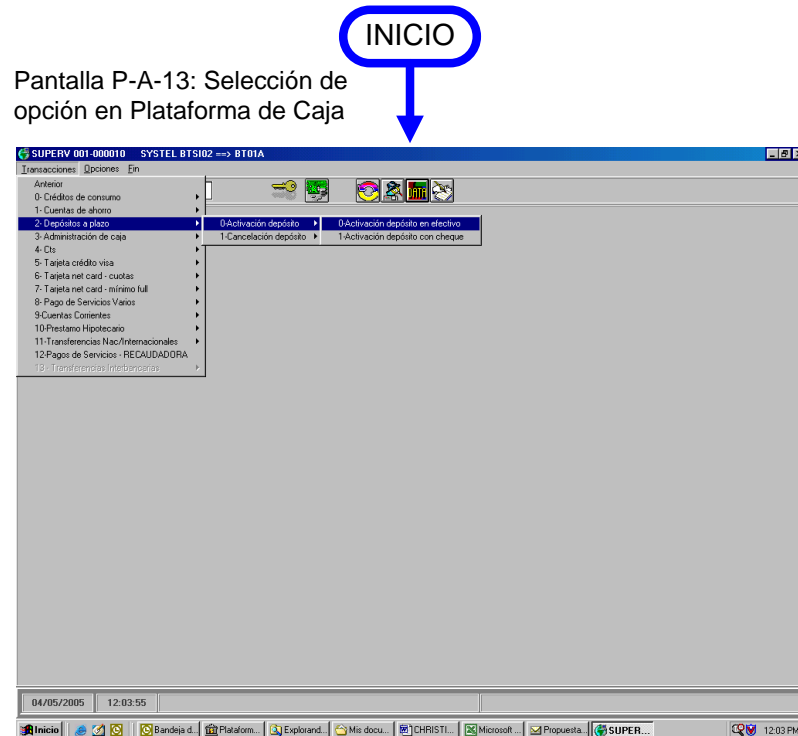 INICIO
Pantalla P-A-13: Selección de
opción en Plataforma de Caja
SUPERV 001-000010 SYSTEL BTSI02 ==> BT01A
Transacciones Opciones Fin
Anterior
0- Créditos de consumo
1- Cuentas de ahorro
2- Depósitos a plazo
0-Activación depósito
0-Activación depósito en efectivo
3- Administración de caja
1-Cancelación depósito
1-Activación depósito con cheque
4- Cts
5- Tarjeta crédito visa
6- Tarjeta net card - cuotas
7- Tarjeta net card - mínimo full
8- Pago de Servicios Varios
9-Cuentas Corrientes
10-Prestamo Hipotecario
11-Transferencias Nac/Internacionales
12-Pagos de Servicios - RECAUDADORA
13 - Transferencias Interbancarias
DATA
04/05/2005 12:03:55
Inicio Bandeja d... Plataform... Explorand... Mis docu... CHRISTI... Microsoft ... Propuesta... SUPER... 12:03 PM